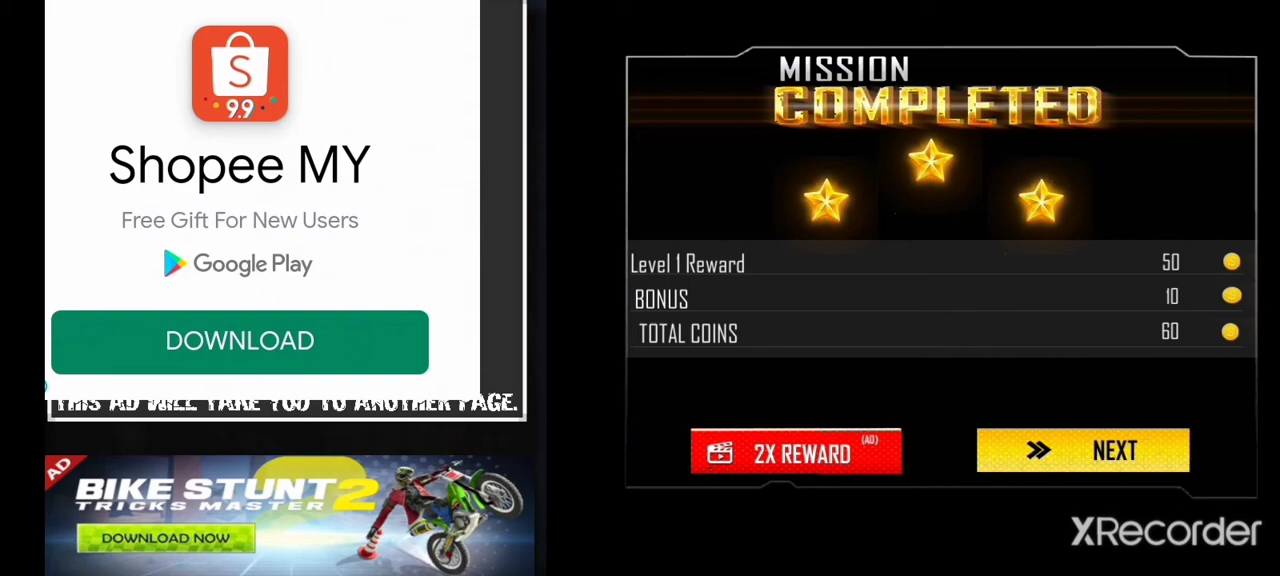 S
9.9
Shopee MY
Free Gift For New Users
Google Play
DOWNLOAD
THIS AD WILL TAKE YOU TO ANOTHER PAGE.
AD
BIKE STUNT 2
TRICKS MASTER
DOWNLOAD NOW
MISSION
COMPLETED
Level 1 Reward 50
BONUS 10
TOTAL COINS 60
2X REWARD (AD)
NEXT
XRecorder